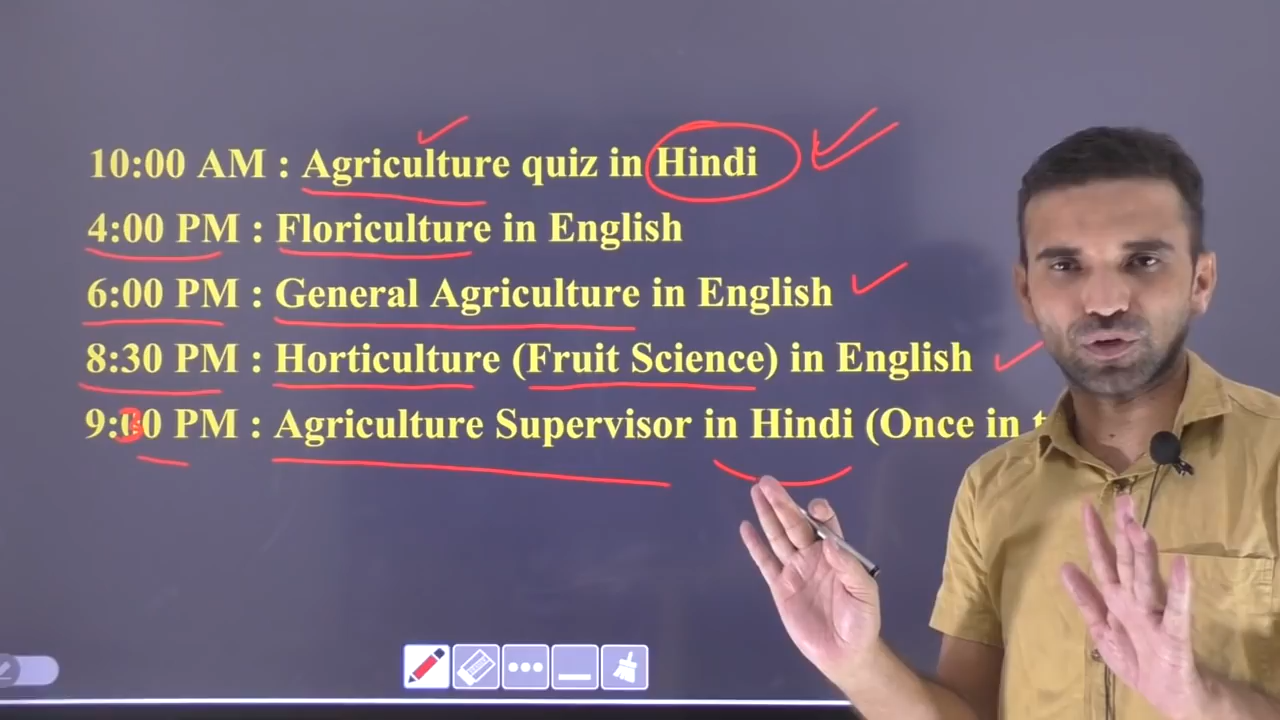 10:00 AM : Agriculture quiz in Hindi
4:00 PM : Floriculture in English
6:00 PM : General Agriculture in English
8:30 PM : Horticulture (Fruit Science) in English
9:30 PM : Agriculture Supervisor in Hindi (Once in